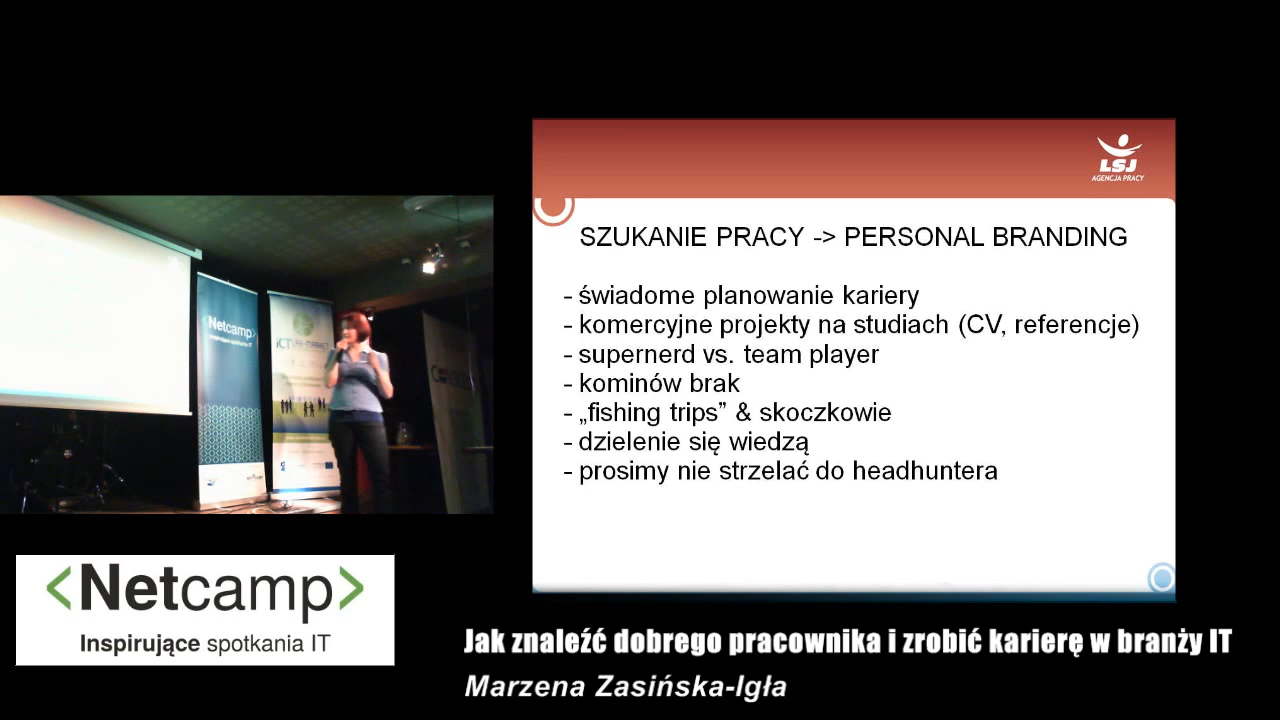 LSJ
AGENCJA PRACY
SZUKANIE PRACY -> PERSONAL BRANDING
- świadome planowanie kariery
- komercyjne projekty na studiach (CV, referencje)
- supernerd vs. team player
- kominów brak
- „fishing trips” & skoczkowie
- dzielenie się wiedzą
- prosimy nie strzelać do headhuntera
Netcamp>
<Netcamp>
Inspirujące spotkania IT
Jak znaleźć dobrego pracownika i zrobić karierę w branży IT
Marzena Zasińska-Igła